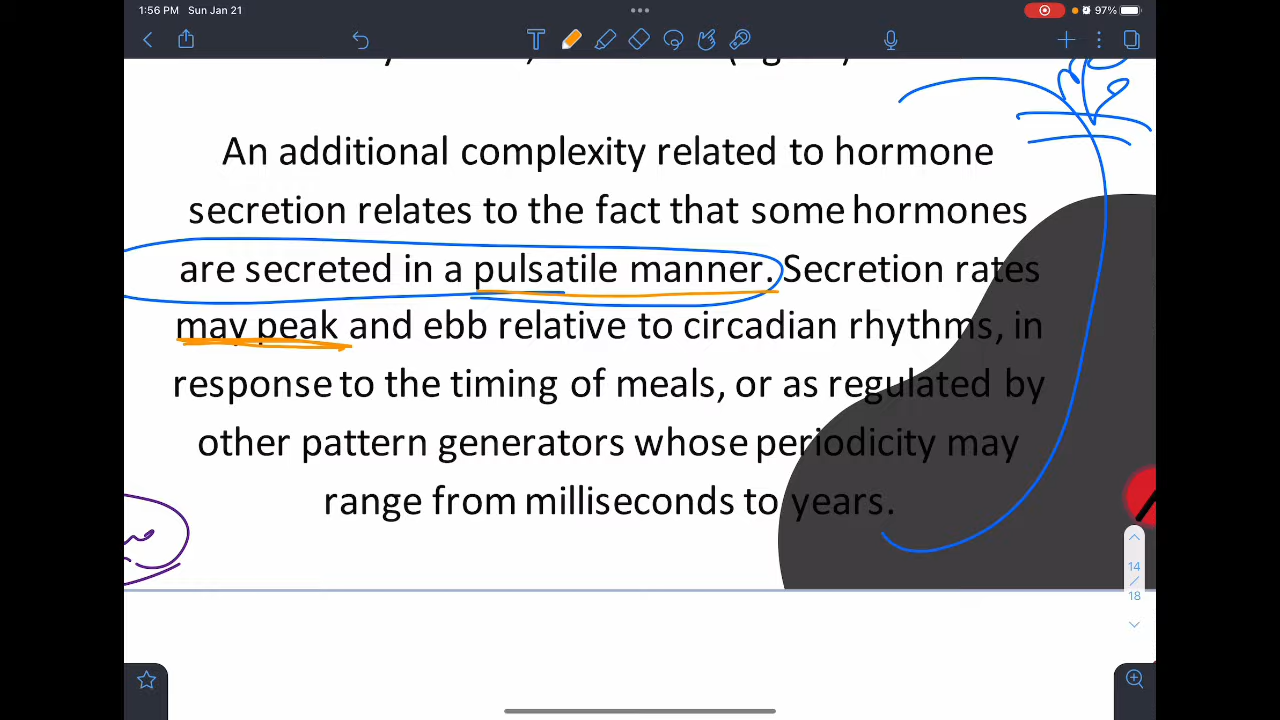 1:56 PM Sun Jan 21
97%
T
An additional complexity related to hormone
secretion relates to the fact that some hormones
are secreted in a pulsatile manner. Secretion rates
may peak and ebb relative to circadian rhythms, in
response to the timing of meals, or as regulated by
other pattern generators whose periodicity may
range from milliseconds to years.
14
/
18